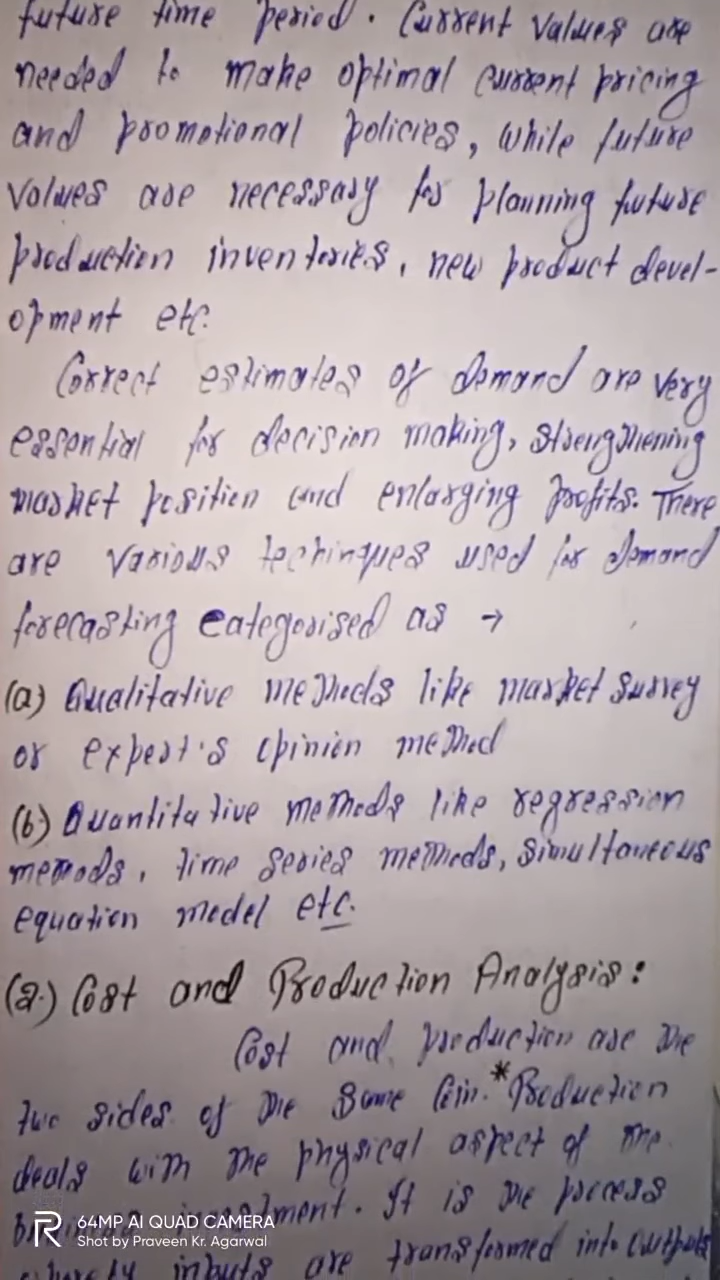 future time period. Current values are
needed to make optimal current pricing
and promotional policies, while future
values are necessary for planning future
production inventories, new product devel-
opment etc.
Correct estimates of demand are very
essential for decision making, strengthening
market position and enlarging profits. There
are various techinques used for demand
forecasting categorised as →
(a) Qualitative methods like market survey
or expert's opinion method
(b) Quantitative methods like regression
methods, time series methods, simultaneous
equation model etc.
(2.) Cost and Production Analysis:
Cost and production are the
two sides of the same coin. *Production
deals with the physical aspect of the
investment. It is the process
inputs are transformed into outputs
64MP AI QUAD CAMERA
Shot by Praveen Kr. Agarwal